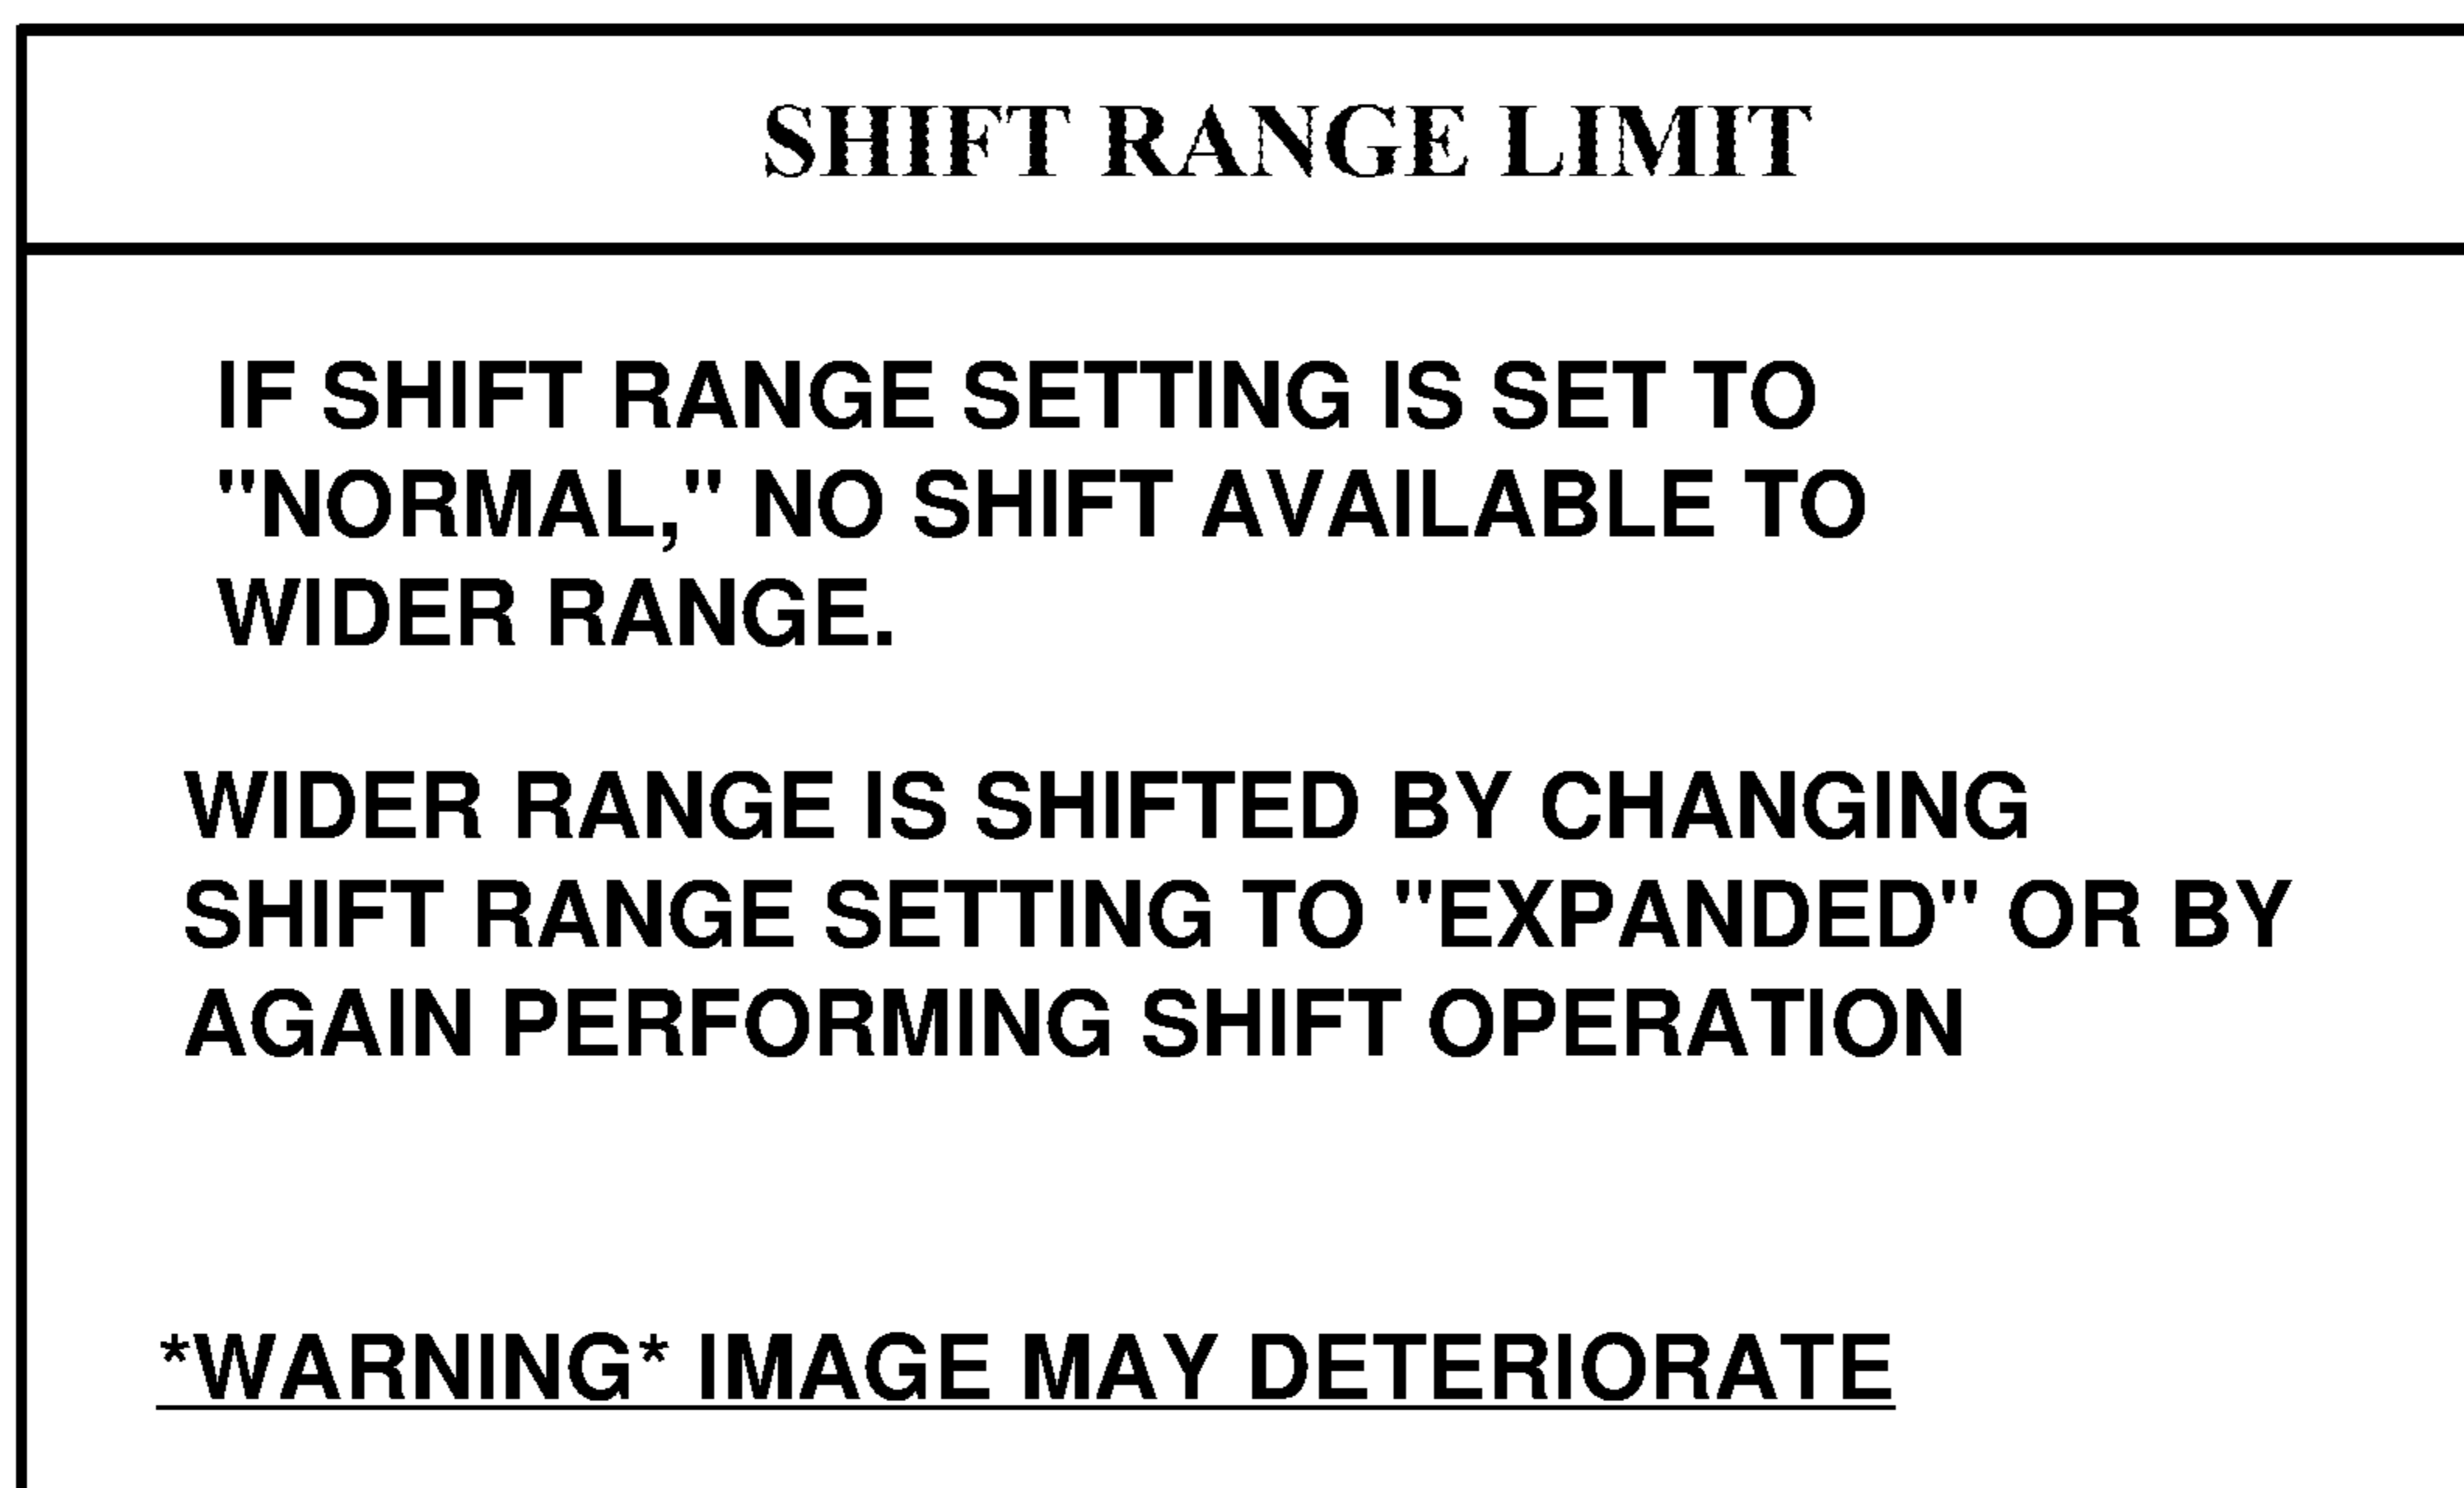 SHIFT RANGE LIMIT
IF SHIFT RANGE SETTING IS SET TO
"NORMAL," NO SHIFT AVAILABLE TO
WIDER RANGE.
WIDER RANGE IS SHIFTED BY CHANGING
SHIFT RANGE SETTING TO "EXPANDED" OR BY
AGAIN PERFORMING SHIFT OPERATION
*WARNING* IMAGE MAY DETERIORATE